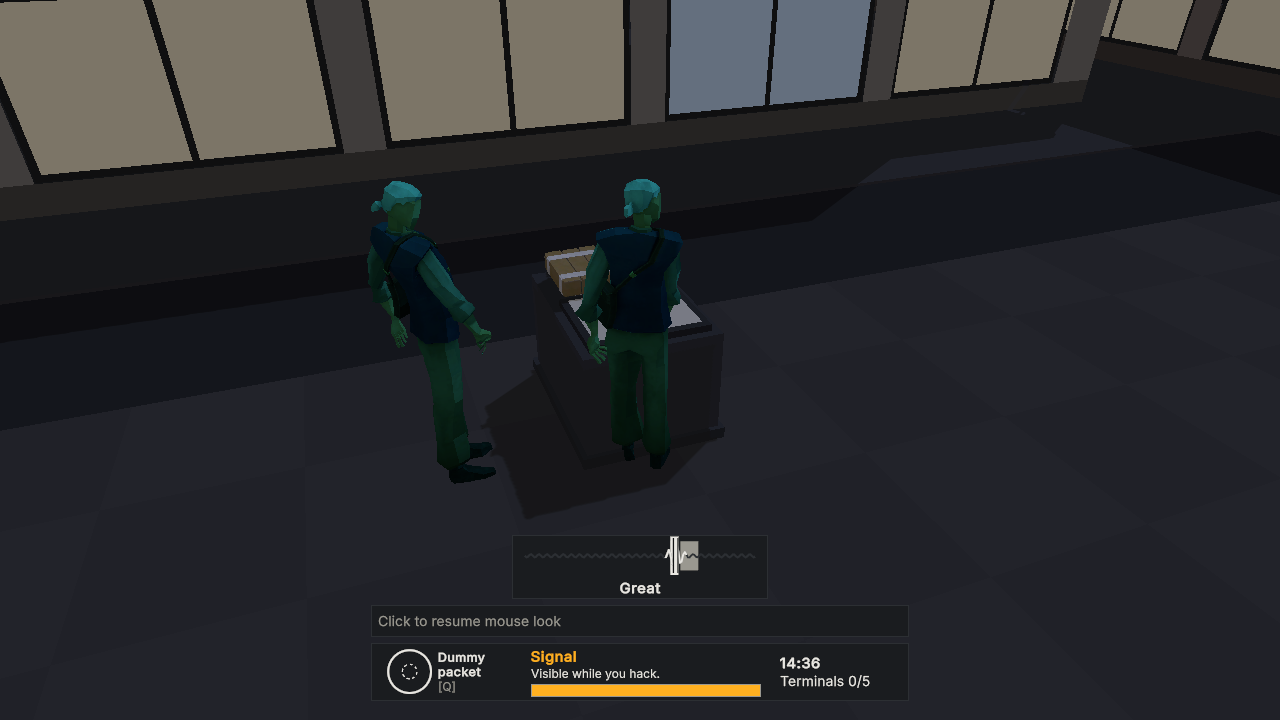 Great
Click to resume mouse look
Dummy
packet
[Q]
Signal
Visible while you hack.
14:36
Terminals 0/5